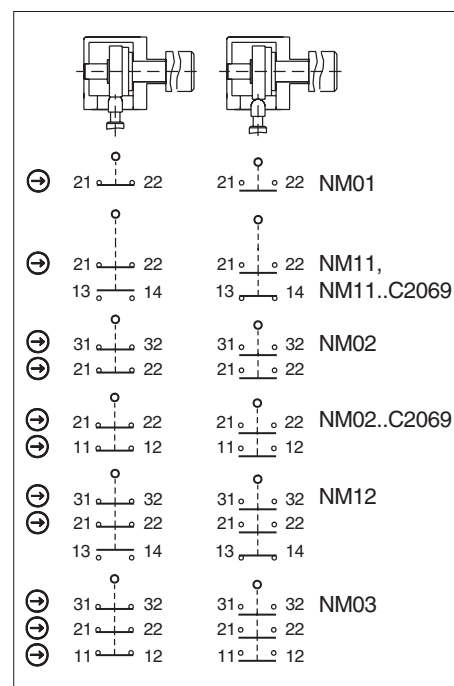 21 22 21 22 NM01
21 22 21 22 NM11,
13 14 13 14 NM11..C2069
31 32 31 32 NM02
21 22 21 22
21 22 21 22 NM02..C2069
11 12 11 12
31 32 31 32 NM12
21 22 21 22
13 14 13 14
31 32 31 32 NM03
21 22 21 22
11 12 11 12